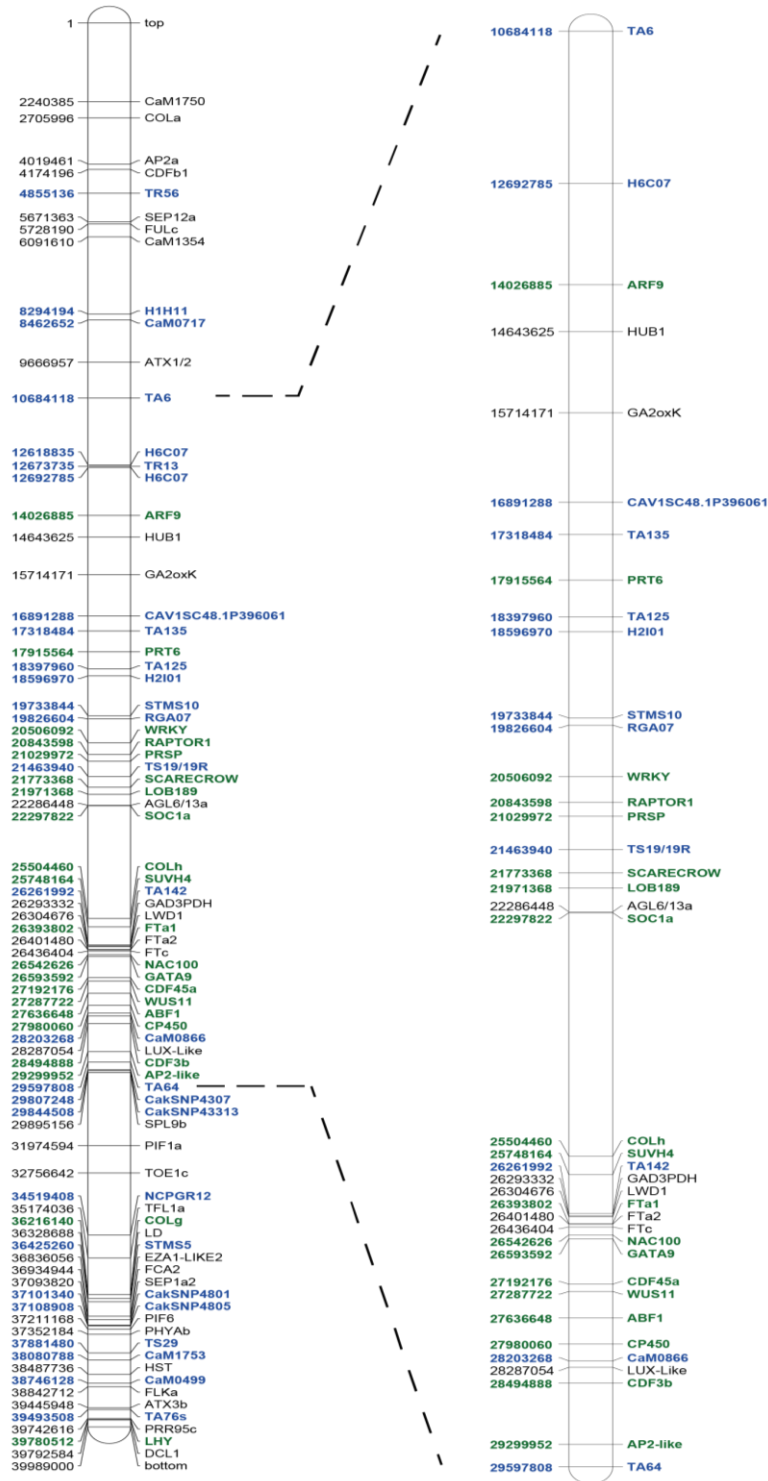 1 top
2240385 CaM1750
2705996 COLa
4019461 AP2a
4174196 CDFb1
4855136 TR56
5671363 SEP12a
5728190 FULc
6091610 CaM1354
8294194 H1H11
8462652 CaM0717
9666957 ATX1/2
10684118 TA6
12618835 H6C07
12673735 TR13
12692785 H6C07
14026885 ARF9
14643625 HUB1
15714171 GA2oxK
16891288 CAV1SC48.1P396061
17318484 TA135
17915564 PRT6
18397960 TA125
18596970 H2I01
19733844 STMS10
19826604 RGA07
20506092 WRKY
20843598 RAPTOR1
21029972 PRSP
21463940 TS19/19R
21773368 SCARECROW
21971368 LOB189
22286448 AGL6/13a
22297822 SOC1a
25504460 COLh
25748164 SUVH4
26261992 TA142
26293332 GAD3PDH
26304676 LWD1
26393802 FTa1
26401480 FTa2
26436404 FTc
26542626 NAC100
26593592 GATA9
27192176 CDF45a
27287722 WUS11
27636648 ABF1
27980060 CP450
28203268 CaM0866
28287054 LUX-Like
28494888 CDF3b
29299952 AP2-like
29597808 TA64
29807248 CakSNP4307
29844508 CakSNP43313
29895156 SPL9b
31974594 PIF1a
32756642 TOE1c
34519408 NCPGR12
35174036 TFL1a
36216140 COLg
36328688 LD
36425260 STMS5
36836056 EZA1-LIKE2
36934944 FCA2
37093820 SEP1a2
37101340 CakSNP4801
37108908 CakSNP4805
37211168 PIF6
37352184 PHYAb
37881480 TS29
38080788 CaM1753
38487736 HST
38746128 CaM0499
38842712 FLKa
39445948 ATX3b
39493508 TA76s
39742616 PRR95c
39780512 LHY
39792584 DCL1
39989000 bottom
10684118 TA6
12692785 H6C07
14026885 ARF9
14643625 HUB1
15714171 GA2oxK
16891288 CAV1SC48.1P396061
17318484 TA135
17915564 PRT6
18397960 TA125
18596970 H2I01
19733844 STMS10
19826604 RGA07
20506092 WRKY
20843598 RAPTOR1
21029972 PRSP
21463940 TS19/19R
21773368 SCARECROW
21971368 LOB189
22286448 AGL6/13a
22297822 SOC1a
25504460 COLh
25748164 SUVH4
26261992 TA142
26293332 GAD3PDH
26304676 LWD1
26393802 FTa1
26401480 FTa2
26436404 FTc
26542626 NAC100
26593592 GATA9
27192176 CDF45a
27287722 WUS11
27636648 ABF1
27980060 CP450
28203268 CaM0866
28287054 LUX-Like
28494888 CDF3b
29299952 AP2-like
29597808 TA64